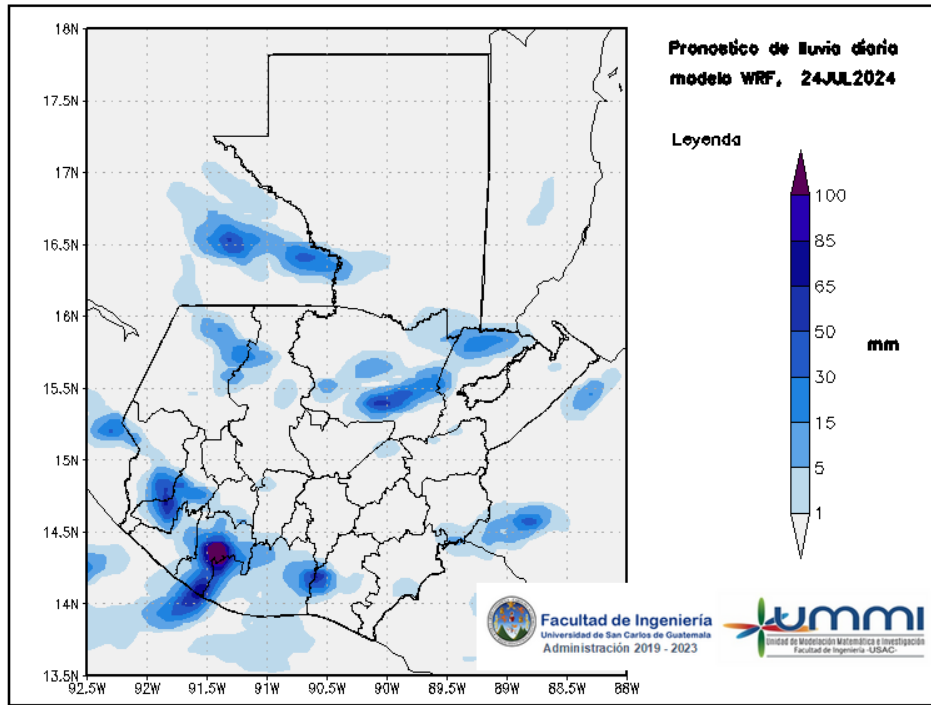 Pronostico de lluvia diaria
modelo WRF, 24JUL2024
Leyenda
100
85
65
50
30
15
5
1
mm
18N
17.5N
17N
16.5N
16N
15.5N
15N
14.5N
14N
13.5N
92.5W
92W
91.5W
91W
90.5W
90W
89.5W
89W
88.5W
88W
Facultad de Ingeniería
Universidad de San Carlos de Guatemala
Administración 2019 - 2023
UMMI
Unidad de Modelación Matemática e Investigación
Facultad de Ingeniería -USAC-